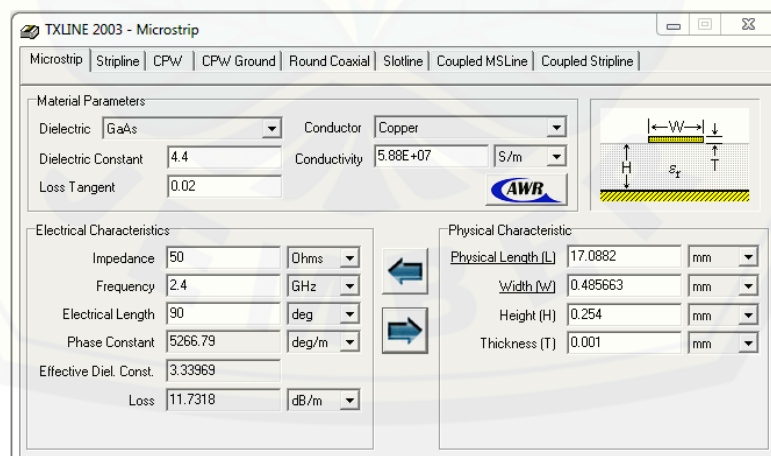 TXLINE 2003 - Microstrip
Microstrip Stripline CPW CPW Ground Round Coaxial Slotline Coupled MSLine Coupled Stripline
Material Parameters
Dielectric GaAs Conductor Copper
Dielectric Constant 4.4 Conductivity 5.88E+07 S/m
Loss Tangent 0.02 AWR
W T H εr
Electrical Characteristics
Impedance 50 Ohms
Frequency 2.4 GHz
Electrical Length 90 deg
Phase Constant 5266.79 deg/m
Effective Diel. Const. 3.33969
Loss 11.7318 dB/m
Physical Characteristic
Physical Length (L) 17.0882 mm
Width (W) 0.485663 mm
Height (H) 0.254 mm
Thickness (T) 0.001 mm